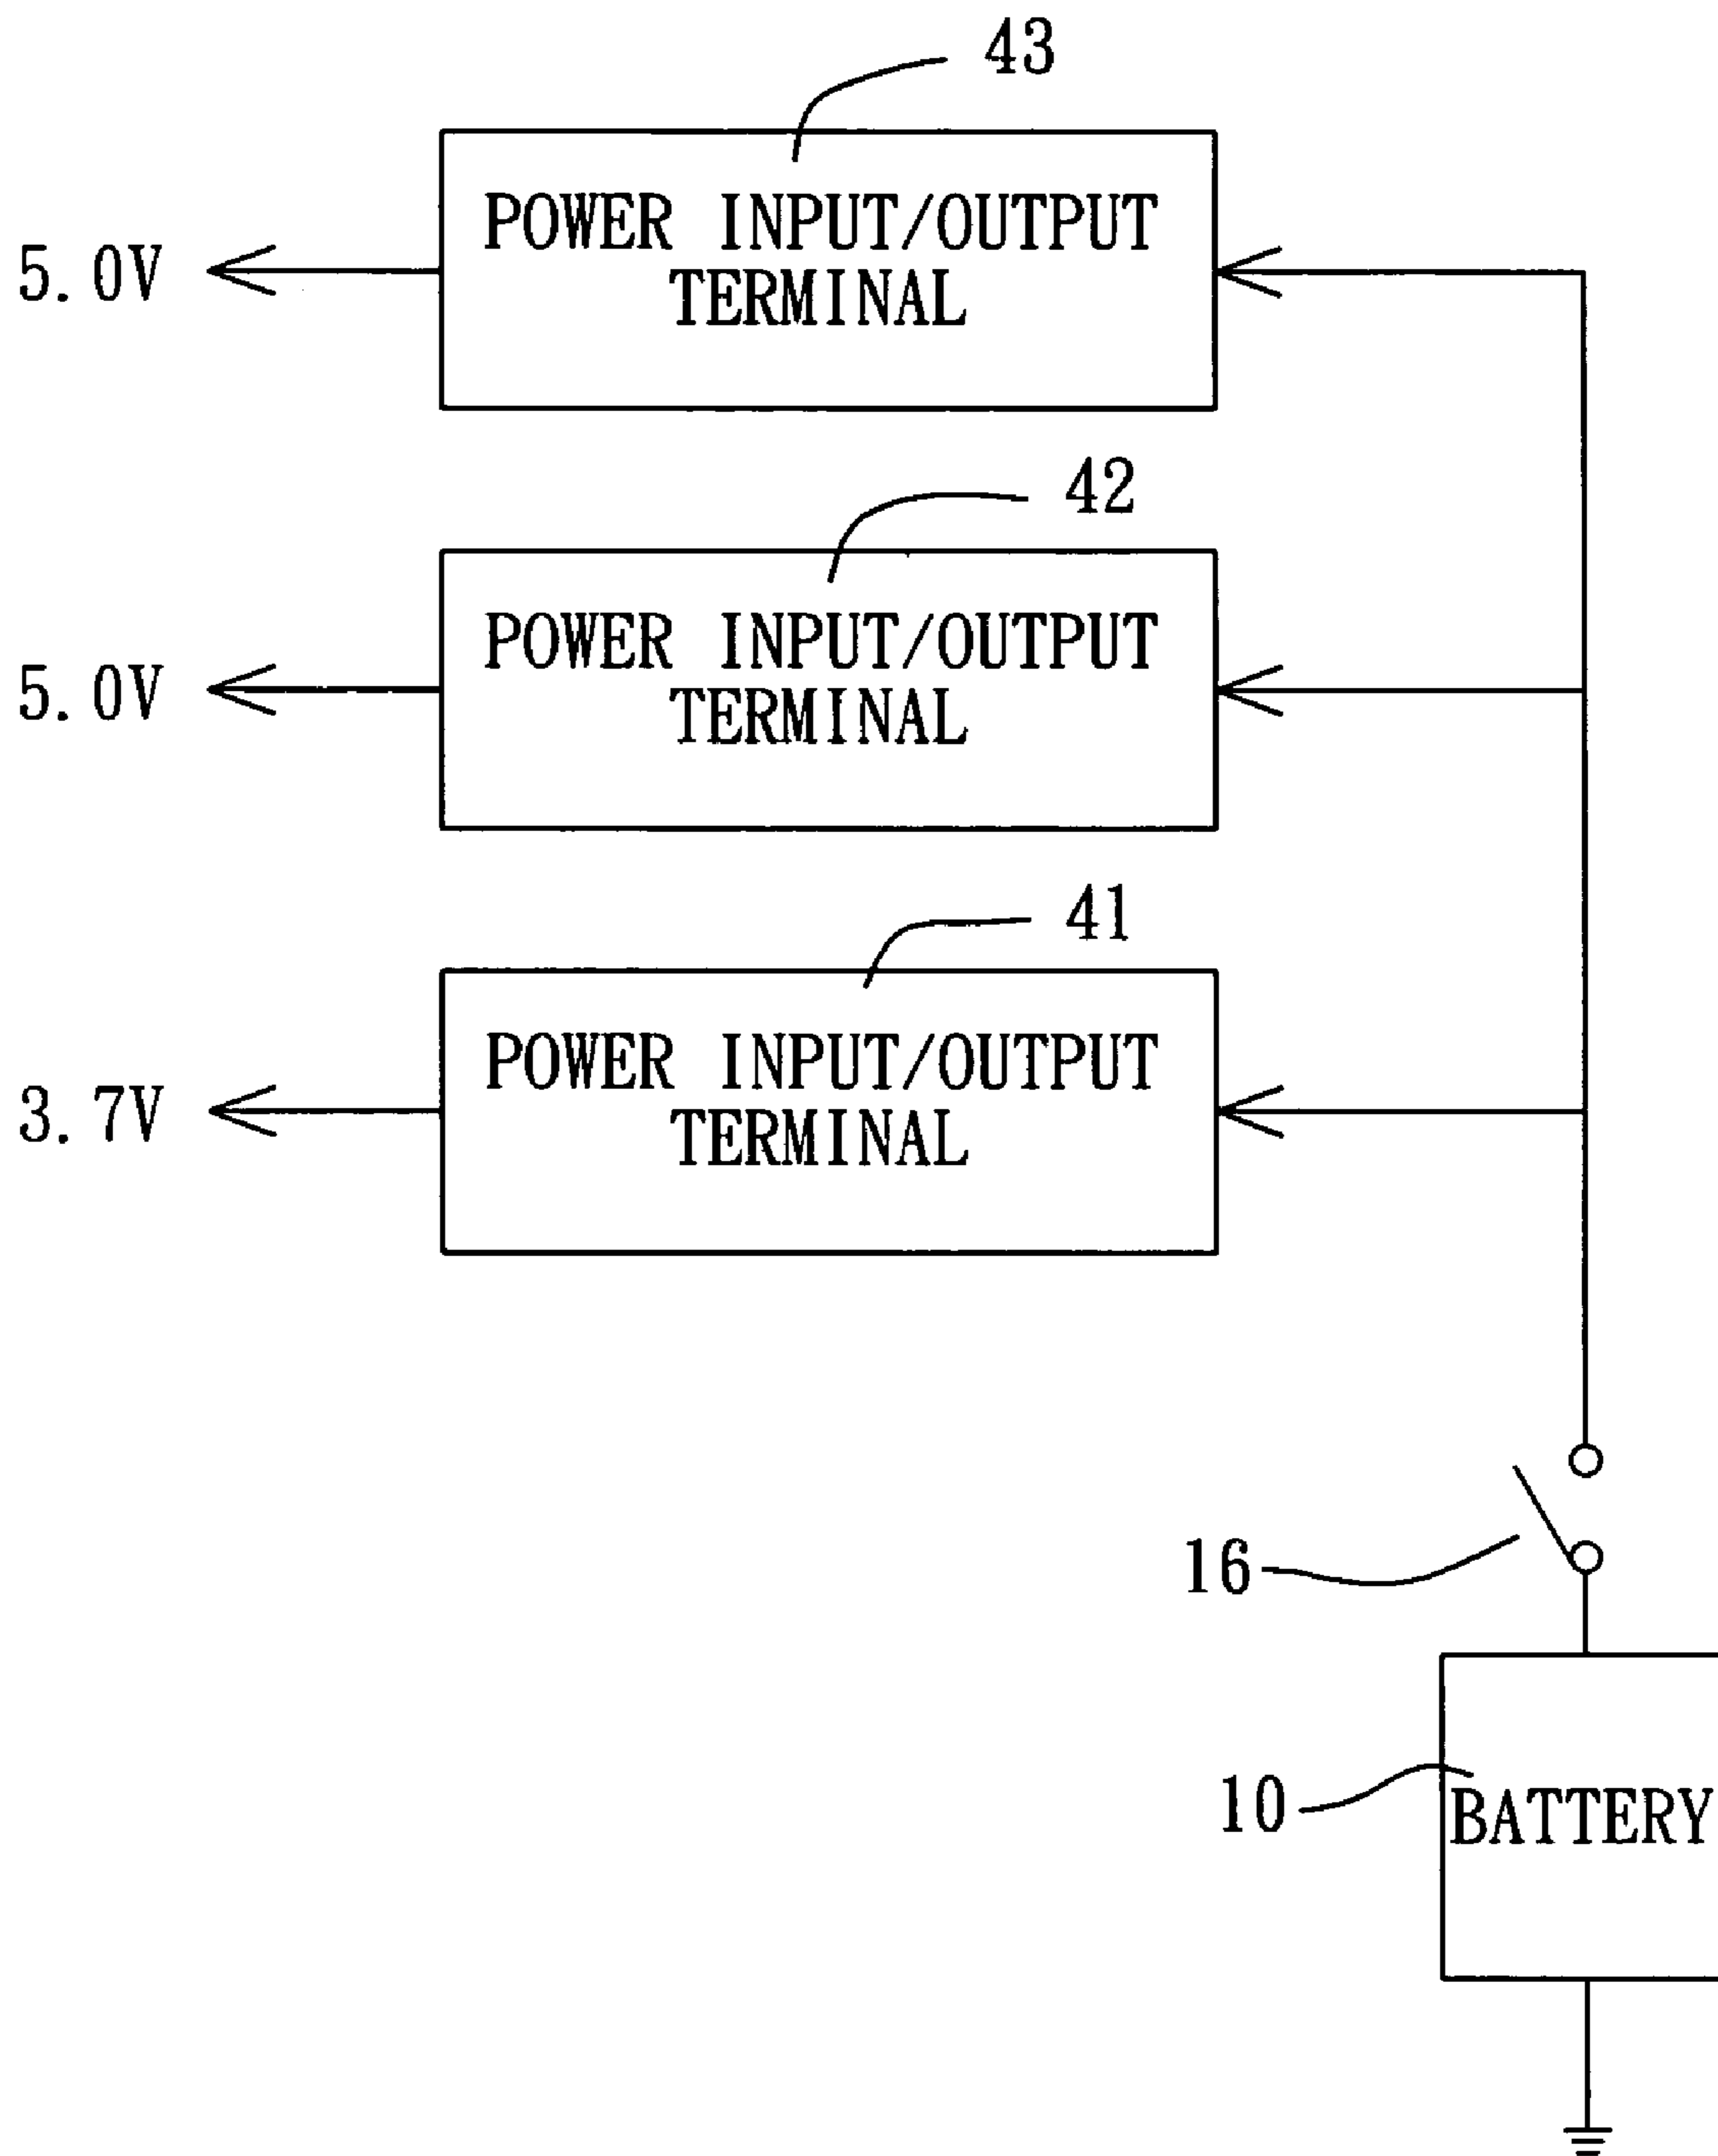 43
POWER INPUT/OUTPUT
TERMINAL
5.0V
42
POWER INPUT/OUTPUT
TERMINAL
5.0V
41
POWER INPUT/OUTPUT
TERMINAL
3.7V
16
10
BATTERY